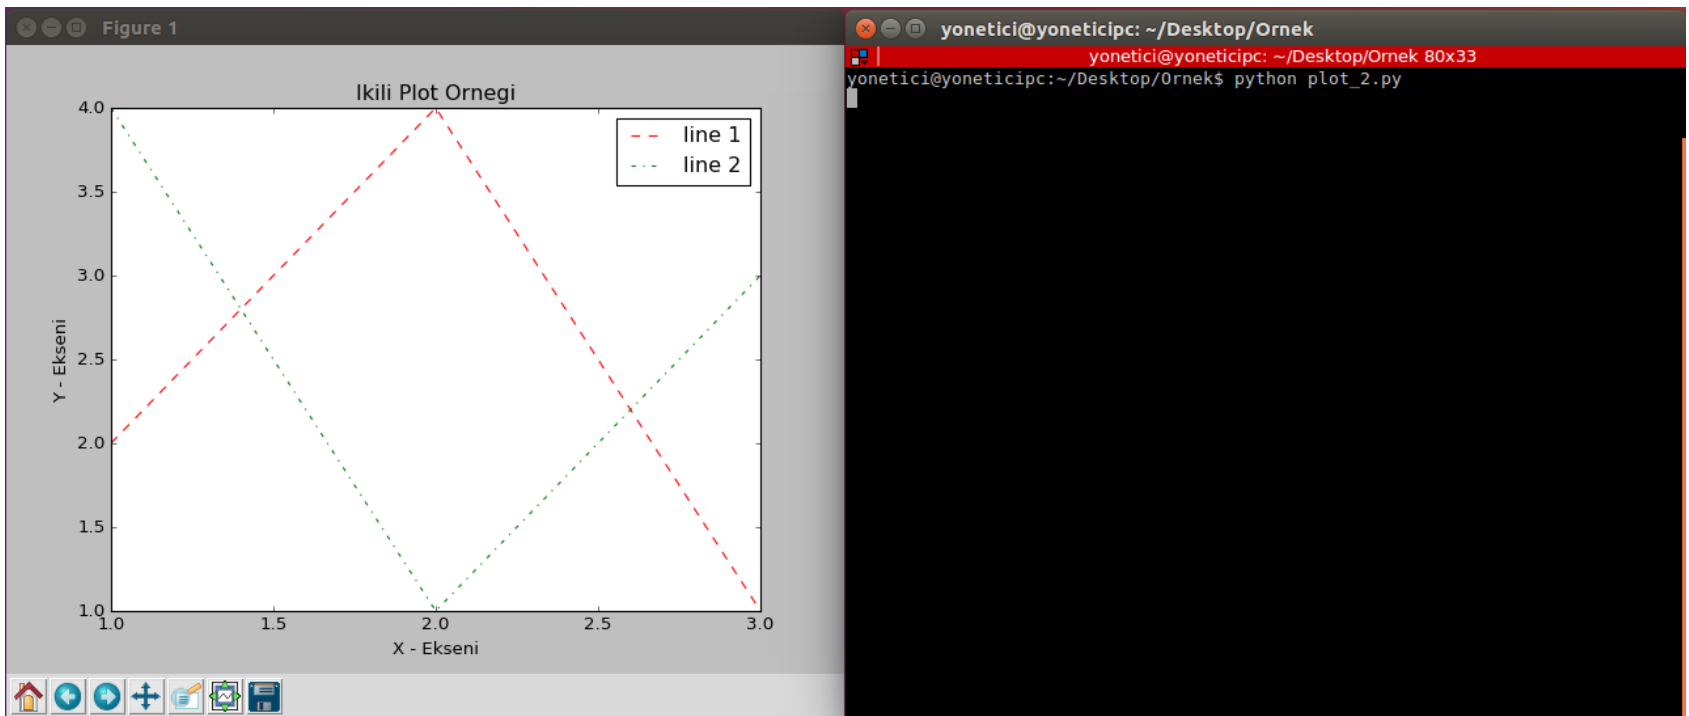 Figure 1
Ikili Plot Ornegi
4.0
3.5
3.0
2.5
2.0
1.5
1.0
Y - Ekseni
line 1
line 2
1.0 1.5 2.0 2.5 3.0
X - Ekseni
yonetici@yoneticipc: ~/Desktop/Ornek
yonetici@yoneticipc: ~/Desktop/Ornek 80x33
yonetici@yoneticipc:~/Desktop/Ornek$ python plot_2.py